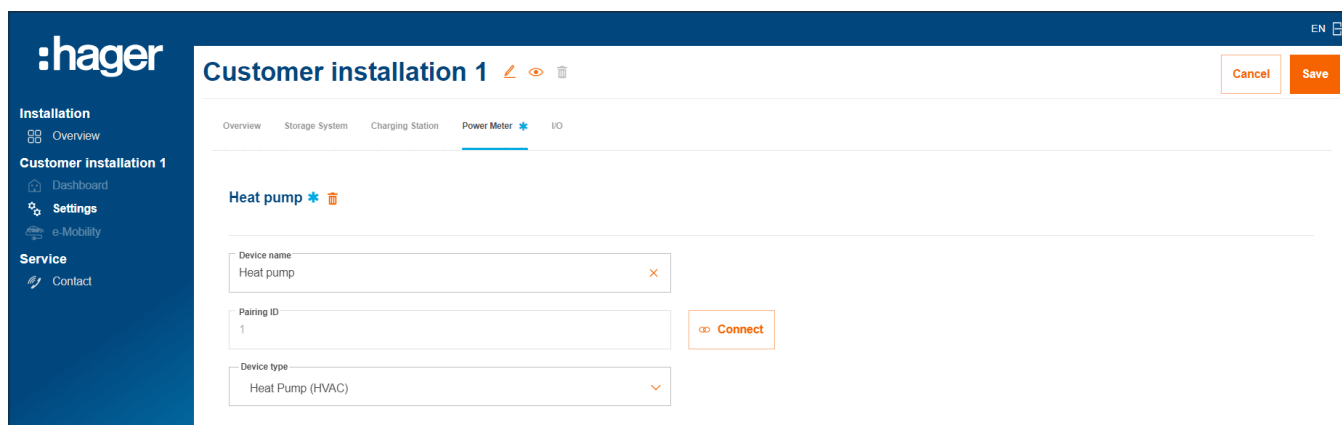 EN
:hager
Customer installation 1
Cancel
Save
Installation
Overview
Customer installation 1
Dashboard
Settings
e-Mobility
Service
Contact
Overview Storage System Charging Station Power Meter * I/O
Heat pump *
Device name
Heat pump
Pairing ID
1
Connect
Device type
Heat Pump (HVAC)